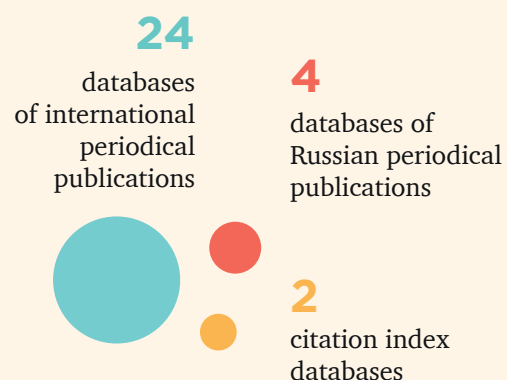 24
databases
of international
periodical
publications
4
databases of
Russian periodical
publications
2
citation index
databases